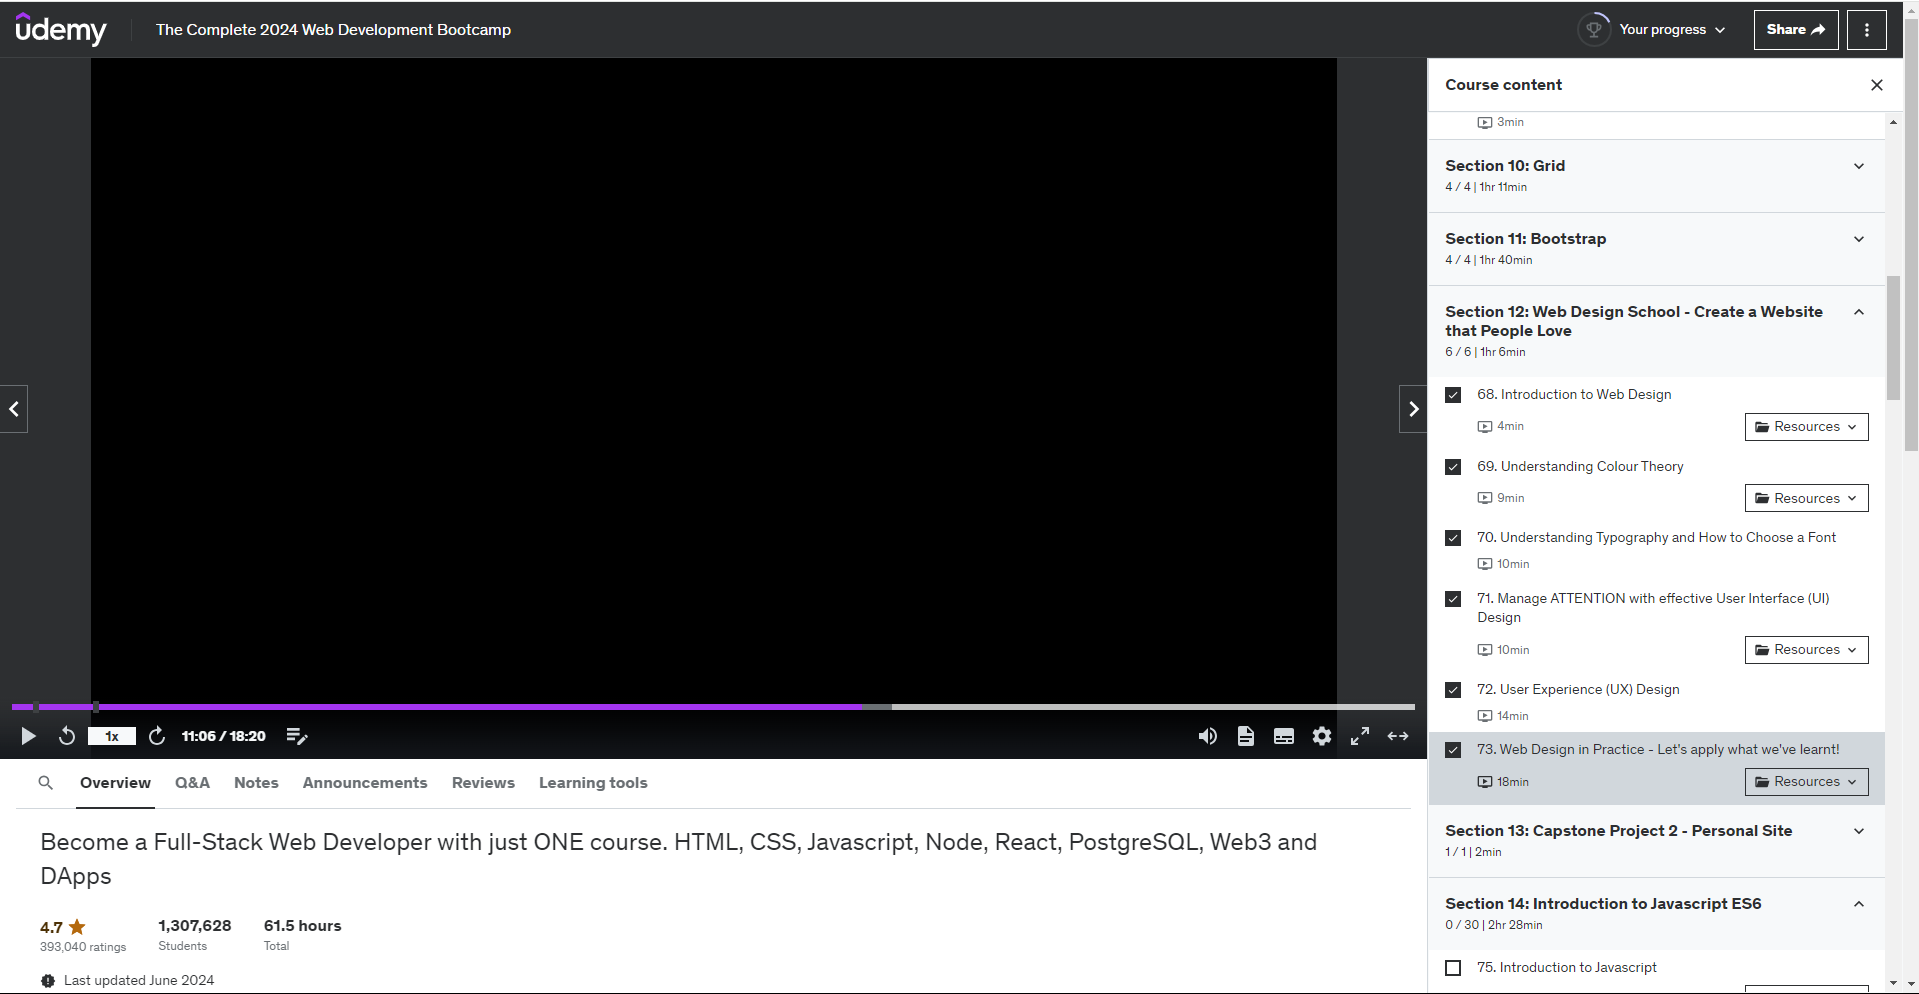 ûdemy
The Complete 2024 Web Development Bootcamp
Your progress
Share
Course content
3min
Section 10: Grid
4 / 4 | 1hr 11min
Section 11: Bootstrap
4 / 4 | 1hr 40min
Section 12: Web Design School - Create a Website
that People Love
6 / 6 | 1hr 6min
68. Introduction to Web Design
4min
Resources
69. Understanding Colour Theory
9min
Resources
70. Understanding Typography and How to Choose a Font
10min
71. Manage ATTENTION with effective User Interface (UI)
Design
10min
Resources
72. User Experience (UX) Design
14min
73. Web Design in Practice - Let's apply what we've learnt!
18min
Resources
Section 13: Capstone Project 2 - Personal Site
1 / 1 | 2min
Section 14: Introduction to Javascript ES6
0 / 30 | 2hr 28min
75. Introduction to Javascript
1x
11:06 / 18:20
Overview
Q&A
Notes
Announcements
Reviews
Learning tools
Become a Full-Stack Web Developer with just ONE course. HTML, CSS, Javascript, Node, React, PostgreSQL, Web3 and
DApps
4.7
393,040 ratings
1,307,628
Students
61.5 hours
Total
Last updated June 2024